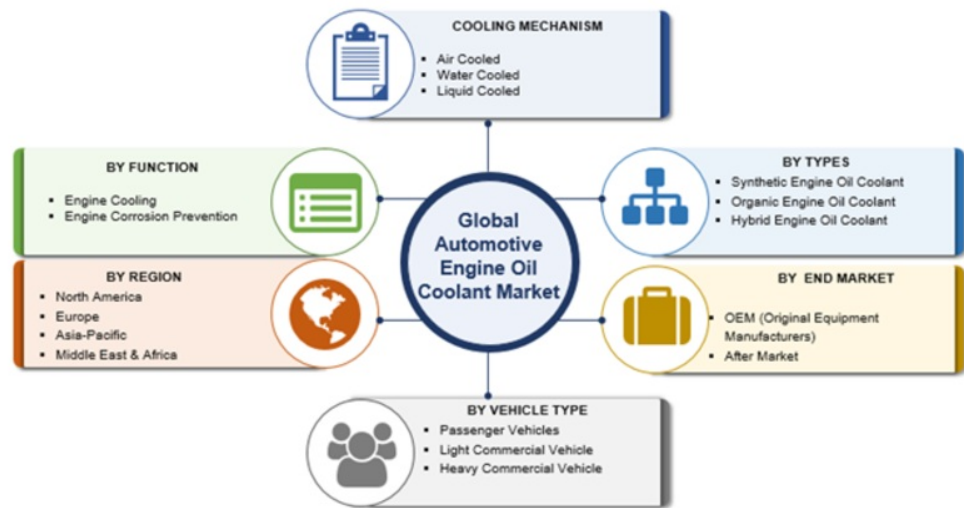 COOLING MECHANISM
Air Cooled
Water Cooled
Liquid Cooled
BY FUNCTION
Engine Cooling
Engine Corrosion Prevention
BY TYPES
Synthetic Engine Oil Coolant
Organic Engine Oil Coolant
Hybrid Engine Oil Coolant
Global
Automotive
Engine Oil
Coolant Market
BY REGION
North America
Europe
Asia-Pacific
Middle East & Africa
BY END MARKET
OEM (Original Equipment
Manufacturers)
After Market
BY VEHICLE TYPE
Passenger Vehicles
Light Commercial Vehicle
Heavy Commercial Vehicle